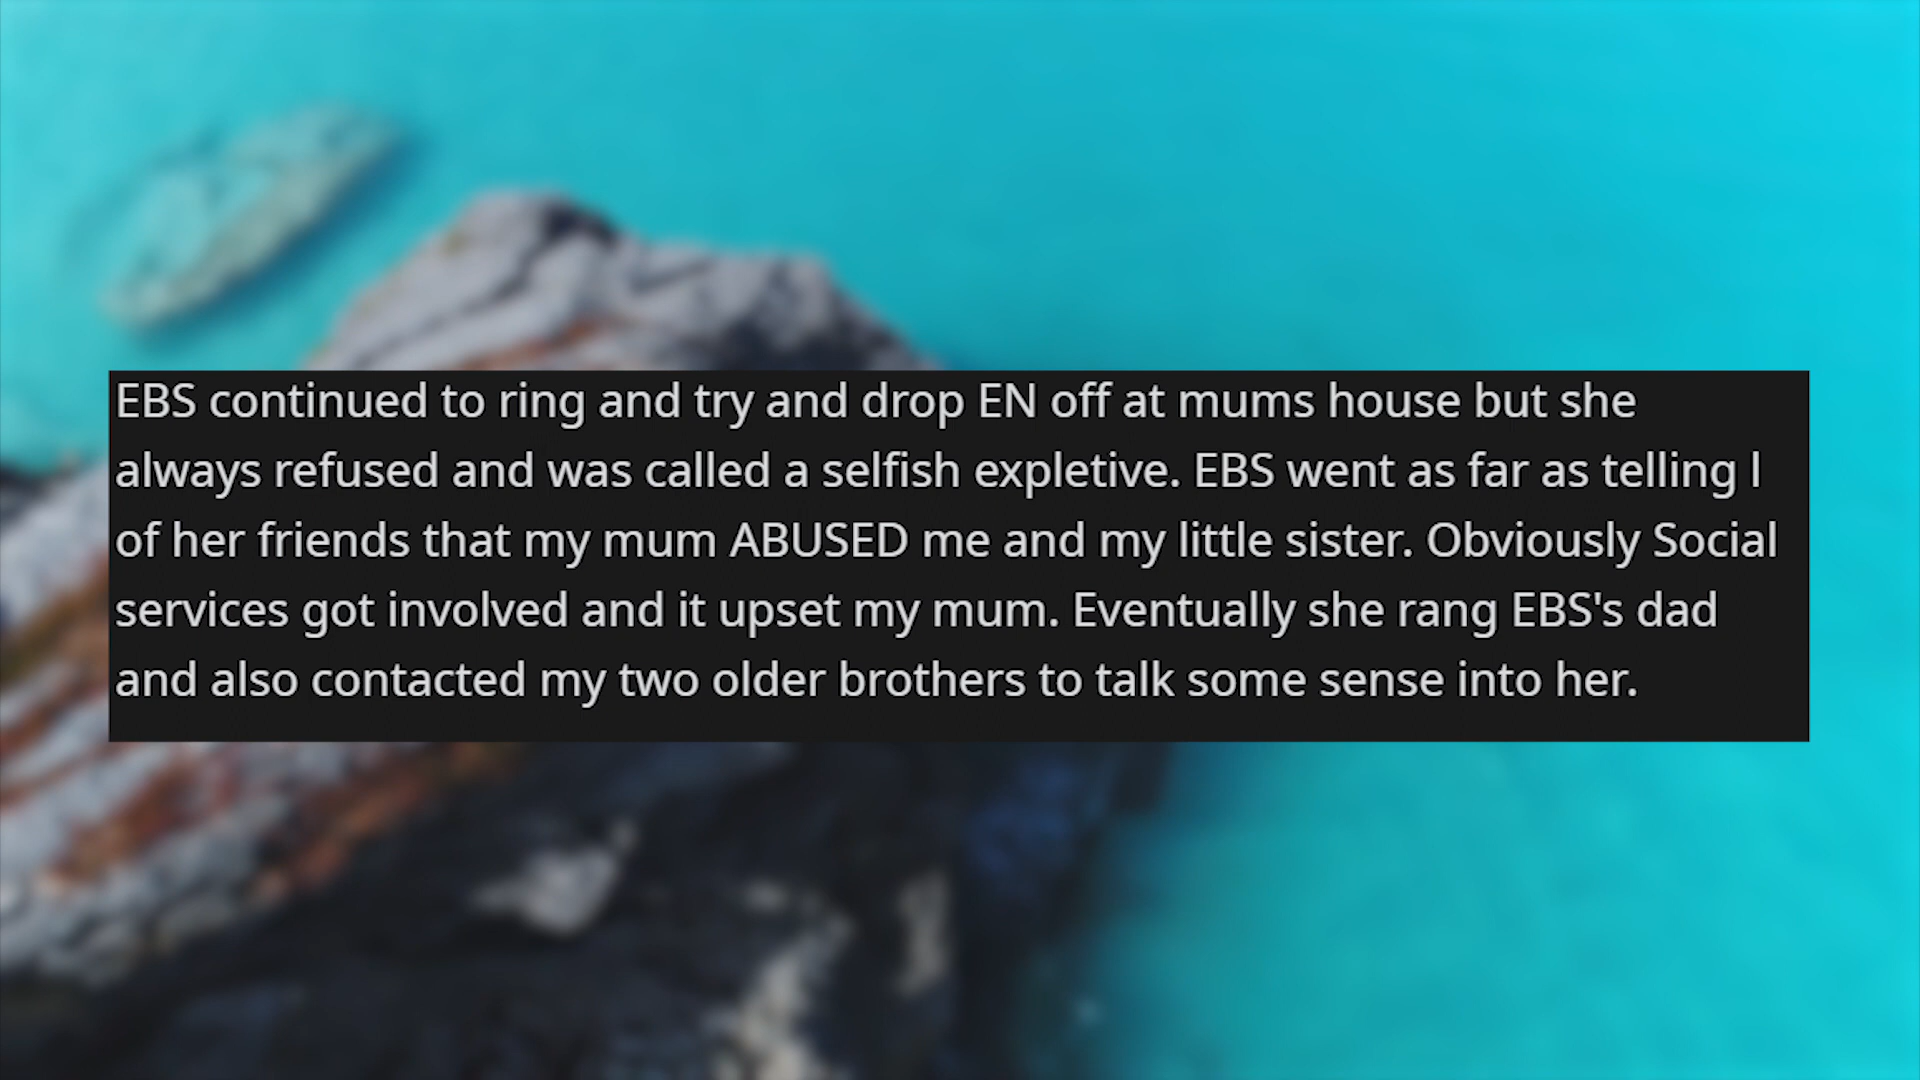 EBS continued to ring and try and drop EN off at mums house but she
always refused and was called a selfish expletive. EBS went as far as telling l
of her friends that my mum ABUSED me and my little sister. Obviously Social
services got involved and it upset my mum. Eventually she rang EBS's dad
and also contacted my two older brothers to talk some sense into her.